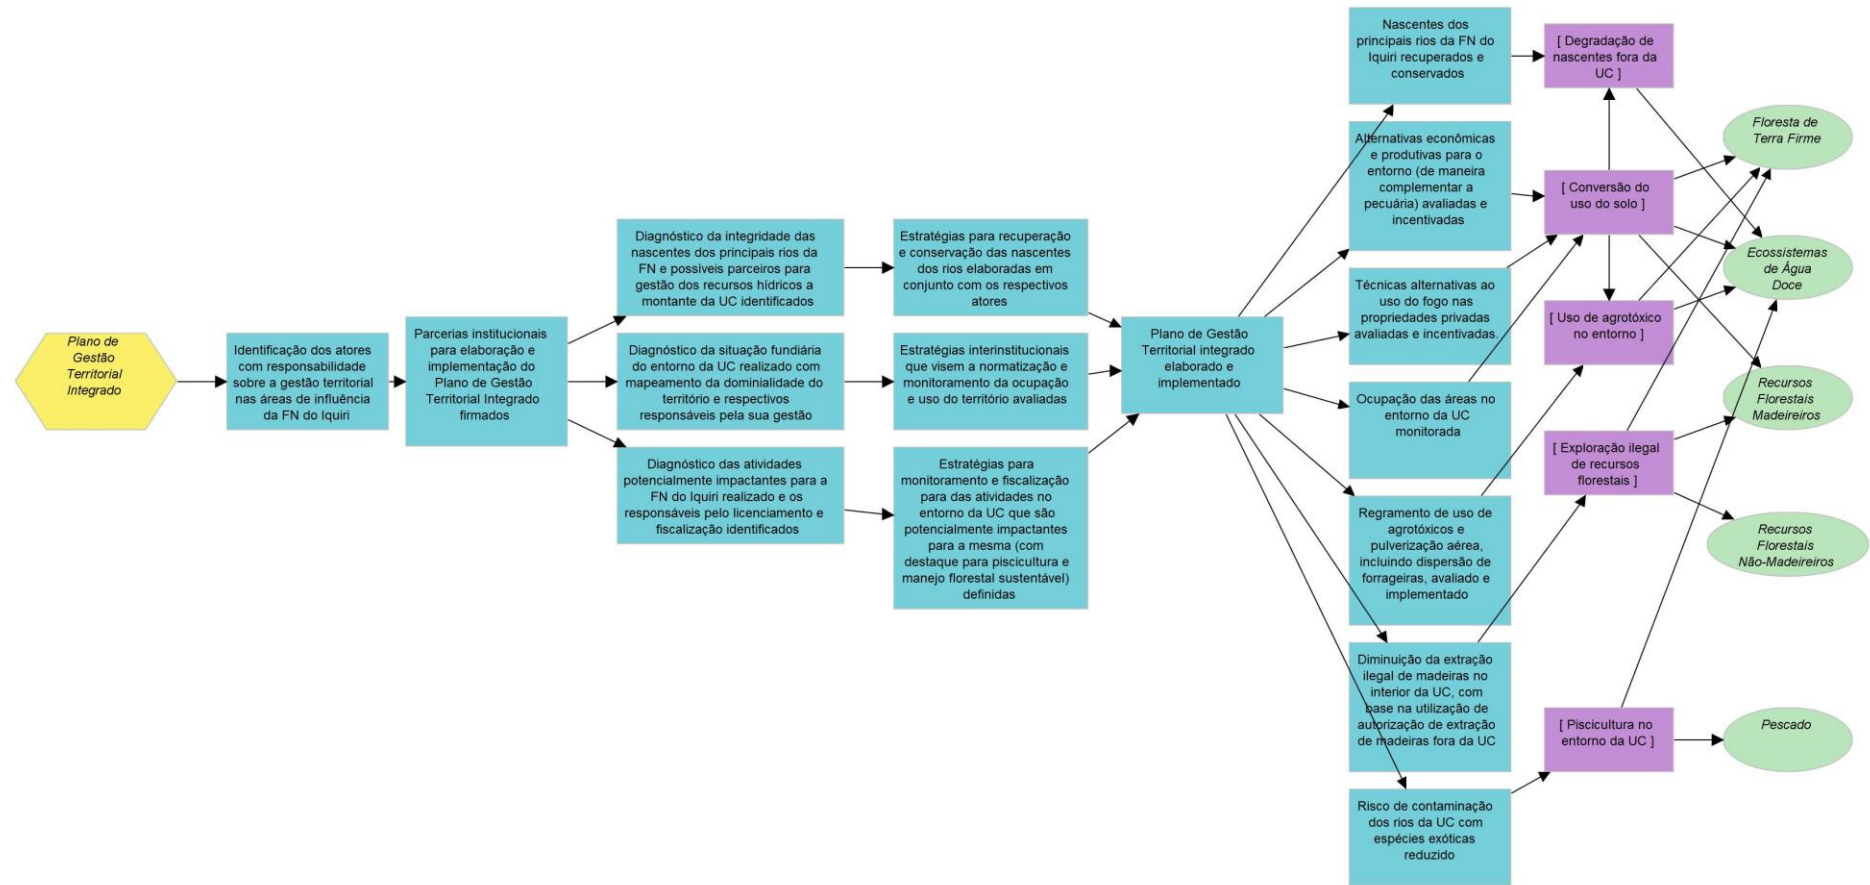 Plano de
Gestão
Territorial
Integrado
Identificação dos atores
com responsabilidade
sobre a gestão territorial
nas áreas de influência
da FN do Iquiri
Parcerias institucionais
para elaboração e
implementação do
Plano de Gestão
Territorial Integrado
firmados
Diagnóstico da integridade das
nascentes dos principais rios da
FN e possíveis parceiros para
gestão dos recursos hídricos a
montante da UC identificados
Diagnóstico da situação fundiária
do entorno da UC realizado com
mapeamento da dominialidade do
território e respectivos
responsáveis pela sua gestão
Diagnóstico das atividades
potencialmente impactantes para a
FN do Iquiri realizado e os
responsáveis pelo licenciamento e
fiscalização identificados
Estratégias para recuperação
e conservação das nascentes
dos rios elaboradas em
conjunto com os respectivos
atores
Estratégias interinstitucionais
que visem a normatização e
monitoramento da ocupação
e uso do território avaliadas
Estratégias para
monitoramento e fiscalização
para das atividades no
entorno da UC que são
potencialmente impactantes
para a mesma (com
destaque para piscicultura e
manejo florestal sustentável)
definidas
Plano de Gestão
Territorial integrado
elaborado e
implementado
Nascentes dos
principais rios da FN do
Iquiri recuperados e
conservados
Alternativas econômicas
e produtivas para o
entorno (de maneira
complementar a
pecuária) avaliadas e
incentivadas
Técnicas alternativas ao
uso do fogo nas
propriedades privadas
avaliadas e incentivadas.
Ocupação das áreas no
entorno da UC
monitorada
Regramento de uso de
agrotóxicos e
pulverização aérea,
incluindo dispersão de
forrageiras, avaliado e
implementado
Diminuição da extração
ilegal de madeiras no
interior da UC, com
base na utilização de
autorização de extração
de madeiras fora da UC
Risco de contaminação
dos rios da UC com
espécies exóticas
reduzido
[ Degradação de
nascentes fora da
UC ]
[ Conversão do
uso do solo ]
[ Uso de agrotóxico
no entorno ]
[ Exploração ilegal
de recursos
florestais ]
[ Piscicultura no
entorno da UC ]
Floresta de
Terra Firme
Ecossistemas
de Água
Doce
Recursos
Florestais
Madeireiros
Recursos
Florestais
Não-Madeireiros
Pescado